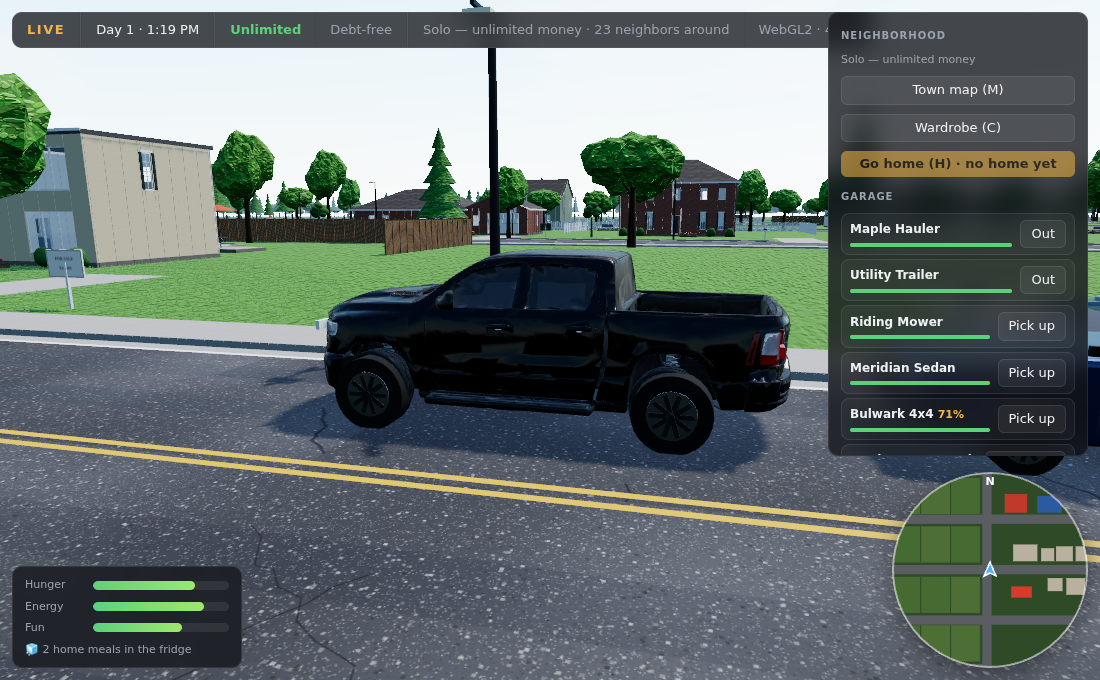 LIVE
Day 1 · 1:19 PM
Unlimited
Debt-free
Solo — unlimited money · 23 neighbors around
WebGL2 ·
NEIGHBORHOOD
Solo — unlimited money
Town map (M)
Wardrobe (C)
Go home (H) · no home yet
GARAGE
Maple Hauler
Out
Utility Trailer
Out
Riding Mower
Pick up
Meridian Sedan
Pick up
Bulwark 4x4 71%
Pick up
N
Hunger
Energy
Fun
2 home meals in the fridge